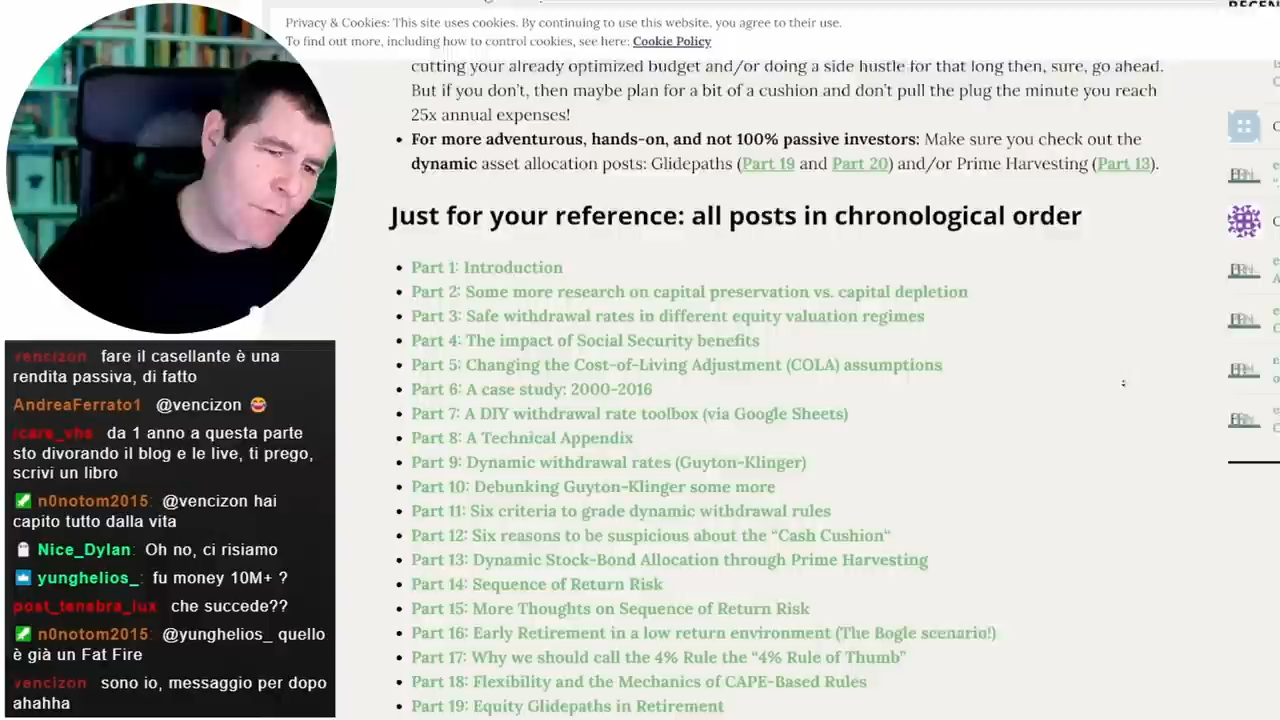 Privacy & Cookies: This site uses cookies. By continuing to use this website, you agree to their use.
To find out more, including how to control cookies, see here: Cookie Policy
cutting your already optimized budget and/or doing a side hustle for that long then, sure, go ahead.
But if you don't, then maybe plan for a bit of a cushion and don't pull the plug the minute you reach
25x annual expenses!
For more adventurous, hands-on, and not 100% passive investors: Make sure you check out the
dynamic asset allocation posts: Glidepaths (Part 19 and Part 20) and/or Prime Harvesting (Part 13).
Just for your reference: all posts in chronological order
Part 1: Introduction
Part 2: Some more research on capital preservation vs. capital depletion
Part 3: Safe withdrawal rates in different equity valuation regimes
Part 4: The impact of Social Security benefits
Part 5: Changing the Cost-of-Living Adjustment (COLA) assumptions
Part 6: A case study: 2000-2016
Part 7: A DIY withdrawal rate toolbox (via Google Sheets)
Part 8: A Technical Appendix
Part 9: Dynamic withdrawal rates (Guyton-Klinger)
Part 10: Debunking Guyton-Klinger some more
Part 11: Six criteria to grade dynamic withdrawal rules
Part 12: Six reasons to be suspicious about the "Cash Cushion"
Part 13: Dynamic Stock-Bond Allocation through Prime Harvesting
Part 14: Sequence of Return Risk
Part 15: More Thoughts on Sequence of Return Risk
Part 16: Early Retirement in a low return environment (The Bogle scenario!)
Part 17: Why we should call the 4% Rule the "4% Rule of Thumb"
Part 18: Flexibility and the Mechanics of CAPE-Based Rules
Part 19: Equity Glidepaths in Retirement
vencizon fare il casellante è una
rendita passiva, di fatto
AndreaFerrato1 @vencizon 😂
jcare_vhs da 1 anno a questa parte
sto divorando il blog e le live, ti prego,
scrivi un libro
n0notom2015: @vencizon hai
capito tutto dalla vita
Nice_Dylan: Oh no, ci risiamo
yunghelios_: fu money 10M+ ?
post_tenebra_lux che succede??
n0notom2015: @yunghelios_ quello
è già un Fat Fire
vencizon sono io, messaggio per dopo
ahahha